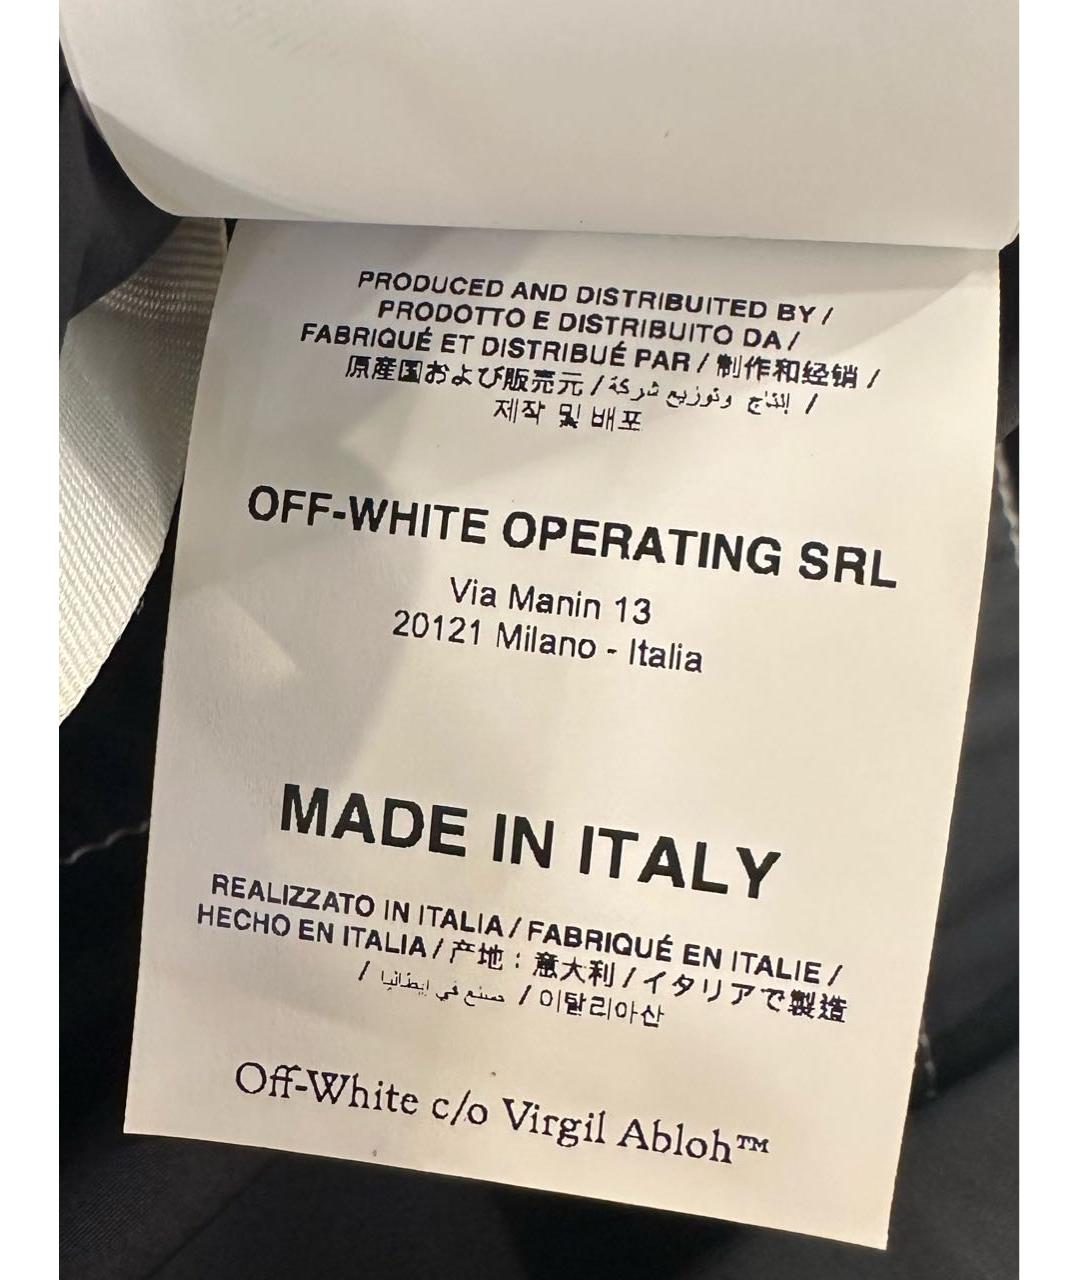 PRODUCED AND DISTRIBUITED BY /
PRODOTTO E DISTRIBUITO DA /
FABRIQUÉ ET DISTRIBUÉ PAR / 制作和经销 /
原産国および販売元 / إنتاج وتوزيع شركة /
제작 및 배포
OFF-WHITE OPERATING SRL
Via Manin 13
20121 Milano - Italia
MADE IN ITALY
REALIZZATO IN ITALIA / FABRIQUÉ EN ITALIE /
HECHO EN ITALIA / 产地 : 意大利 / イタリアで製造
/ صنع في إيطاليا / 이탈리아산
Off-White c/o Virgil Abloh™